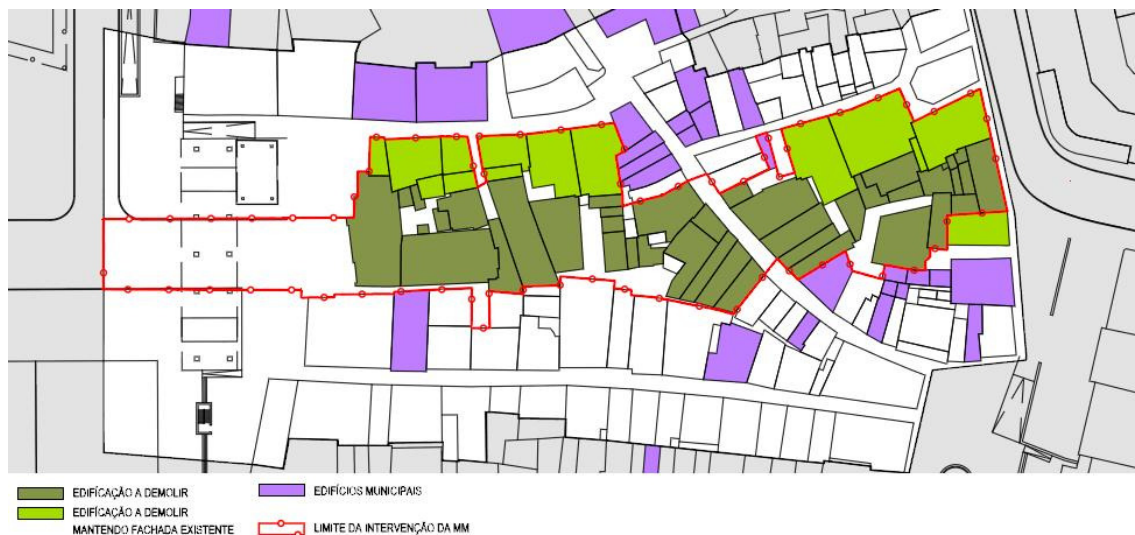 EDIFICAÇÃO A DEMOLIR
EDIFICAÇÃO A DEMOLIR
MANTENDO FACHADA EXISTENTE
EDIFÍCIOS MUNICIPAIS
LIMITE DA INTERVENÇÃO DA MM